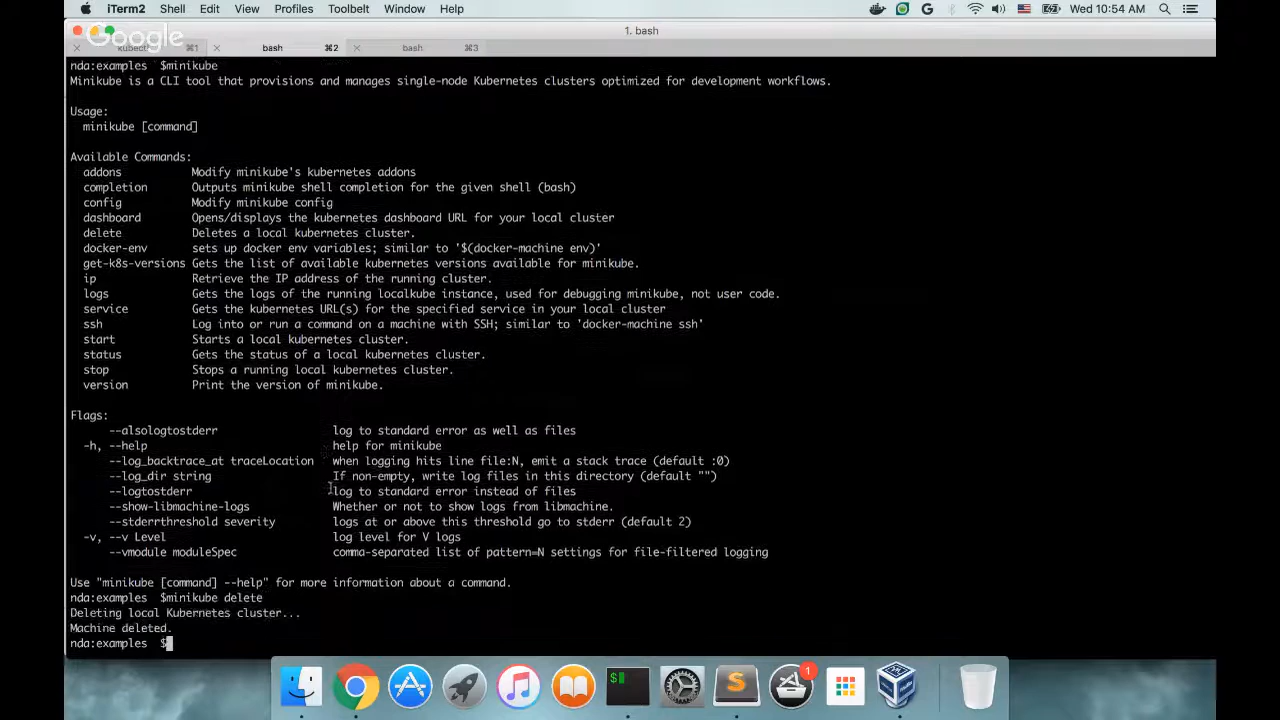 iTerm2 Shell Edit View Profiles Toolbelt Window Help Wed 10:54 AM
1. bash
Google
kubectl ⌘1 bash ⌘2 bash ⌘3
nda:examples $minikube
Minikube is a CLI tool that provisions and manages single-node Kubernetes clusters optimized for development workflows.
Usage:
minikube [command]
Available Commands:
addons Modify minikube's kubernetes addons
completion Outputs minikube shell completion for the given shell (bash)
config Modify minikube config
dashboard Opens/displays the kubernetes dashboard URL for your local cluster
delete Deletes a local kubernetes cluster.
docker-env sets up docker env variables; similar to '$(docker-machine env)'
get-k8s-versions Gets the list of available kubernetes versions available for minikube.
ip Retrieve the IP address of the running cluster.
logs Gets the logs of the running localkube instance, used for debugging minikube, not user code.
service Gets the kubernetes URL(s) for the specified service in your local cluster
ssh Log into or run a command on a machine with SSH; similar to 'docker-machine ssh'
start Starts a local kubernetes cluster.
status Gets the status of a local kubernetes cluster.
stop Stops a running local kubernetes cluster.
version Print the version of minikube.
Flags:
--alsologtostderr log to standard error as well as files
-h, --help help for minikube
--log_backtrace_at traceLocation when logging hits line file:N, emit a stack trace (default :0)
--log_dir string If non-empty, write log files in this directory (default "")
--logtostderr log to standard error instead of files
--show-libmachine-logs Whether or not to show logs from libmachine.
--stderrthreshold severity logs at or above this threshold go to stderr (default 2)
-v, --v Level log level for V logs
--vmodule moduleSpec comma-separated list of pattern=N settings for file-filtered logging
Use "minikube [command] --help" for more information about a command.
nda:examples $minikube delete
Deleting local Kubernetes cluster...
Machine deleted.
nda:examples $
1